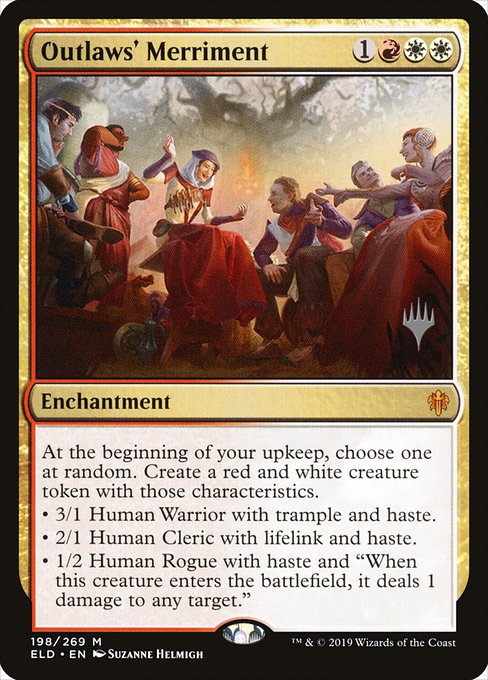 Outlaws' Merriment 1
Enchantment
At the beginning of your upkeep, choose one
at random. Create a red and white creature
token with those characteristics.
• 3/1 Human Warrior with trample and haste.
• 2/1 Human Cleric with lifelink and haste.
• 1/2 Human Rogue with haste and “When
this creature enters the battlefield, it deals 1
damage to any target.”
198/269 M
ELD • EN Suzanne Helmigh
™ & © 2019 Wizards of the Coast